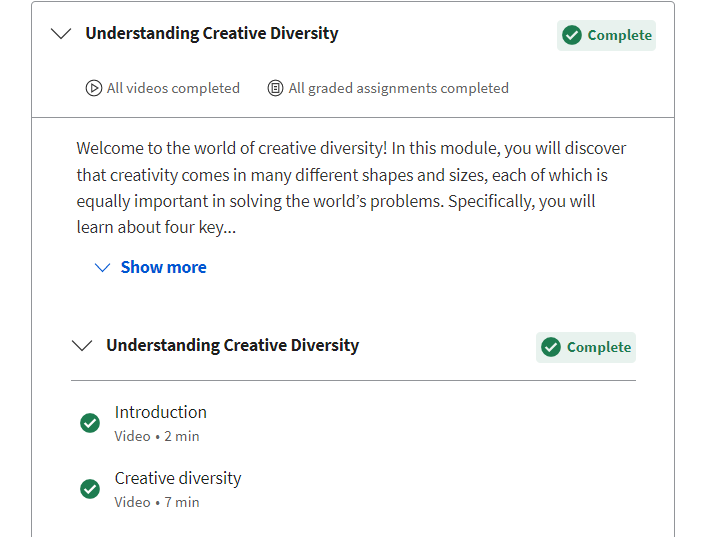 Understanding Creative Diversity
Complete
All videos completed
All graded assignments completed
Welcome to the world of creative diversity! In this module, you will discover
that creativity comes in many different shapes and sizes, each of which is
equally important in solving the world’s problems. Specifically, you will
learn about four key...
Show more
Understanding Creative Diversity
Complete
Introduction
Video • 2 min
Creative diversity
Video • 7 min